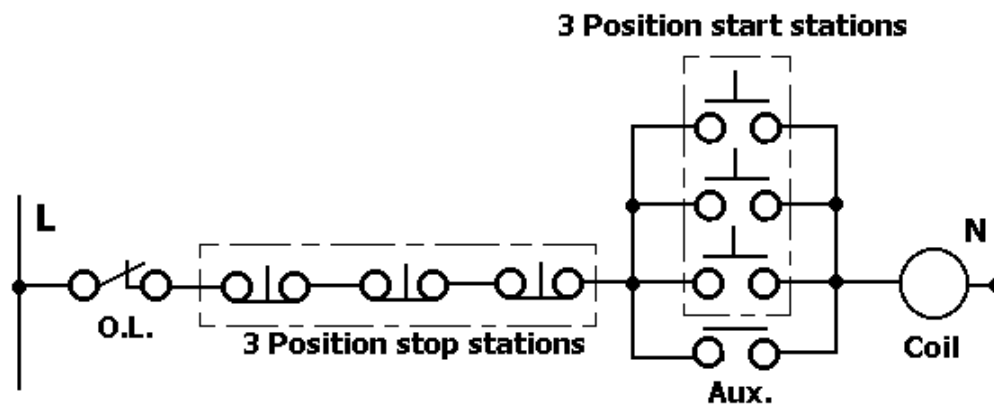 3 Position start stations
L
N
O.L.
3 Position stop stations
Coil
Aux.